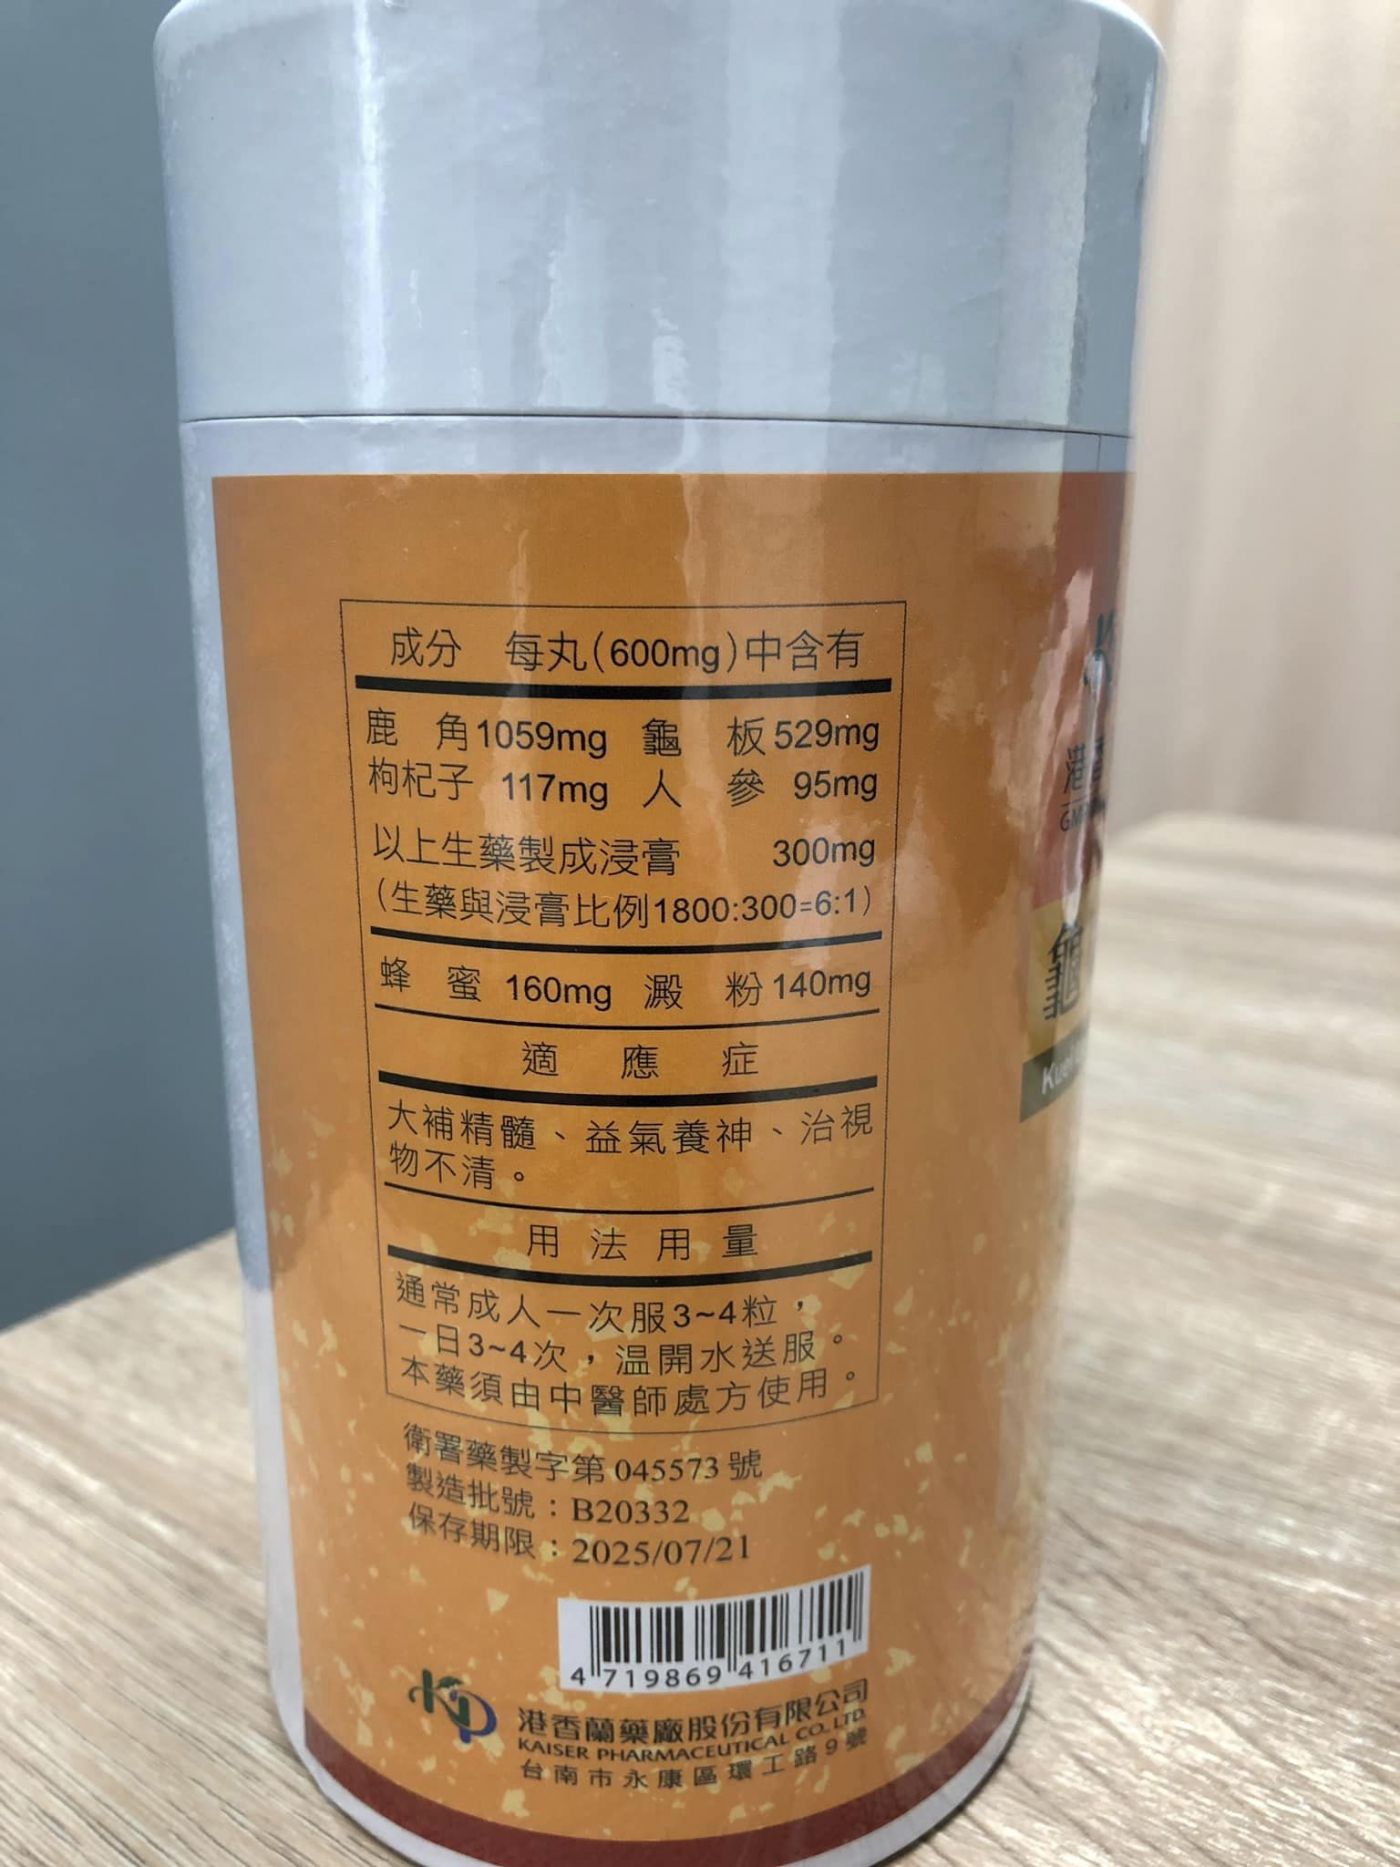 成分 每丸(600mg)中含有
鹿 角1059mg 龜 板529mg
枸杞子 117mg 人 參 95mg
以上生藥製成浸膏 300mg
(生藥與浸膏比例1800:300=6:1)
蜂 蜜 160mg 澱 粉140mg
適 應 症
大補精髓、益氣養神、治視
物不清。
用 法 用 量
通常成人一次服3~4粒,
一日3~4次,温開水送服。
本藥須由中醫師處方使用。
衛署藥製字第 045573 號
製造批號:B20332
保存期限:2025/07/21
4 719869 416711
KP
港香蘭藥廠股份有限公司
KAISER PHARMACEUTICAL CO. LTD.
台南市永康區環工路9號
港香
龜